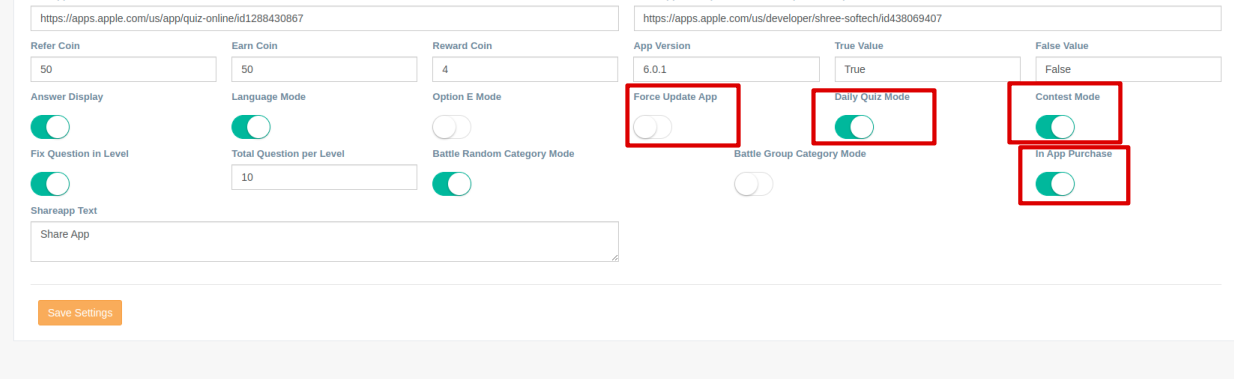 https://apps.apple.com/us/app/quiz-online/id1288430867 https://apps.apple.com/us/developer/shree-softech/id438069407
Refer Coin Earn Coin Reward Coin App Version True Value False Value
50 50 4 6.0.1 True False
Answer Display Language Mode Option E Mode Force Update App Daily Quiz Mode Contest Mode
Fix Question in Level Total Question per Level Battle Random Category Mode Battle Group Category Mode In App Purchase
10
Shareapp Text
Share App
Save Settings